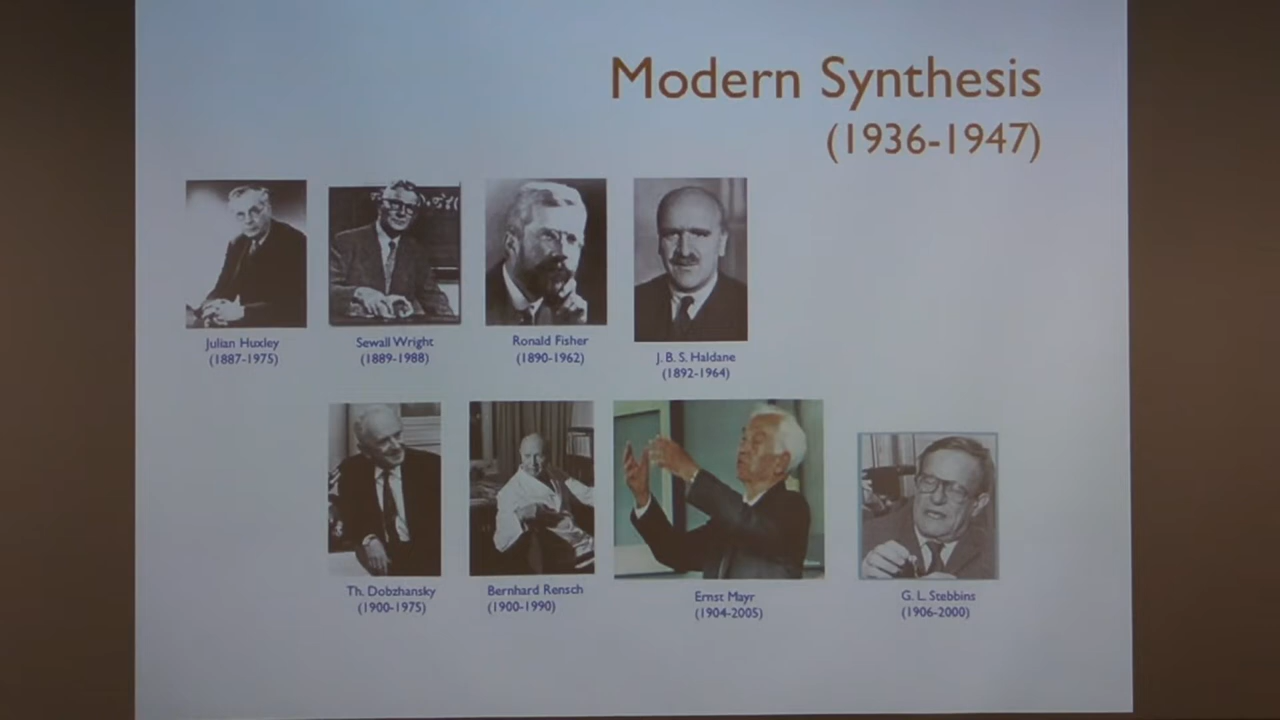 Modern Synthesis
(1936-1947)
Julian Huxley
(1887-1975)
Sewall Wright
(1889-1988)
Ronald Fisher
(1890-1962)
J. B. S. Haldane
(1892-1964)
Th. Dobzhansky
(1900-1975)
Bernhard Rensch
(1900-1990)
Ernst Mayr
(1904-2005)
G. L. Stebbins
(1906-2000)